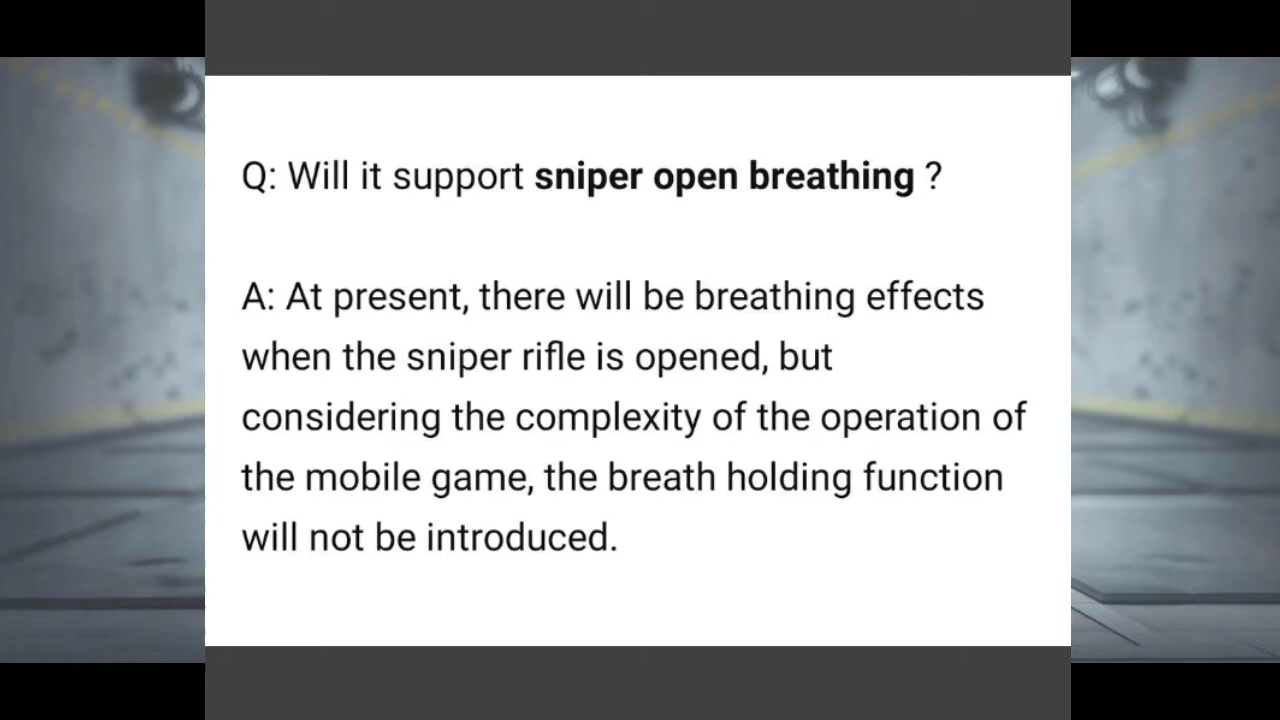 Q: Will it support sniper open breathing ?
A: At present, there will be breathing effects
when the sniper rifle is opened, but
considering the complexity of the operation of
the mobile game, the breath holding function
will not be introduced.